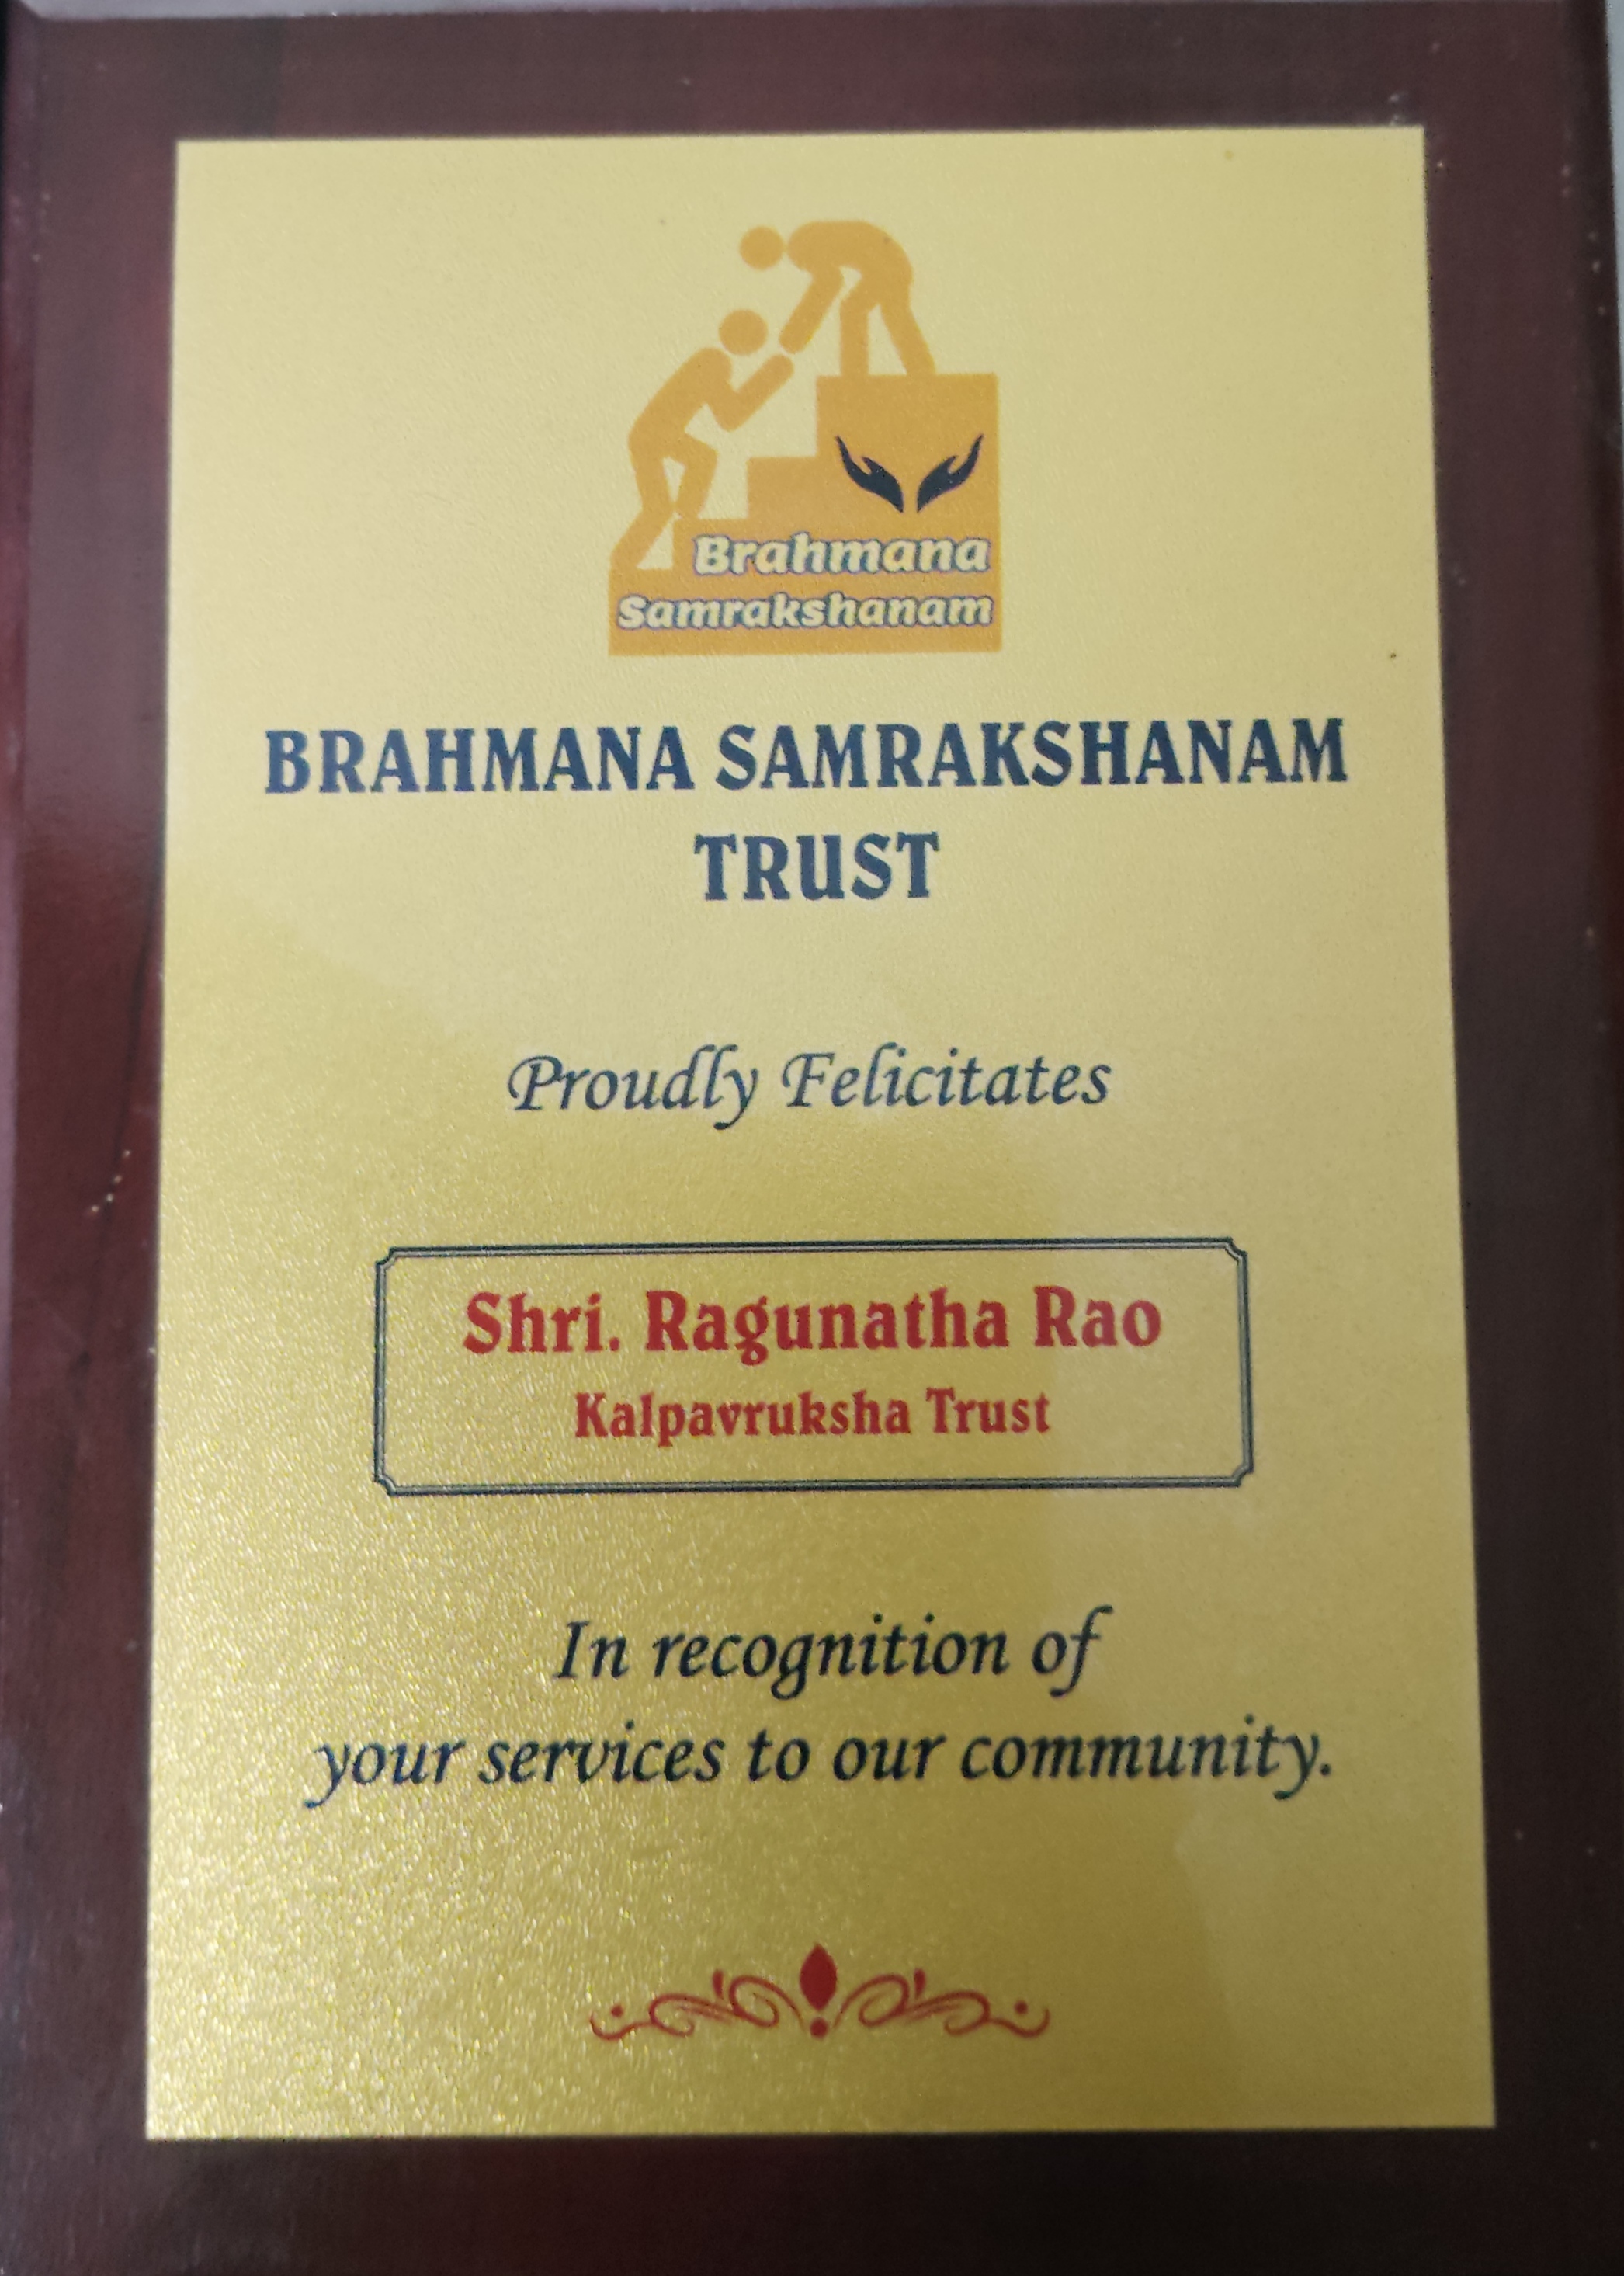 Brahmana
Samrakshanam
BRAHMANA SAMRAKSHANAM
TRUST
Proudly Felicitates
Shri. Ragunatha Rao
Kalpavruksha Trust
In recognition of
your services to our community.